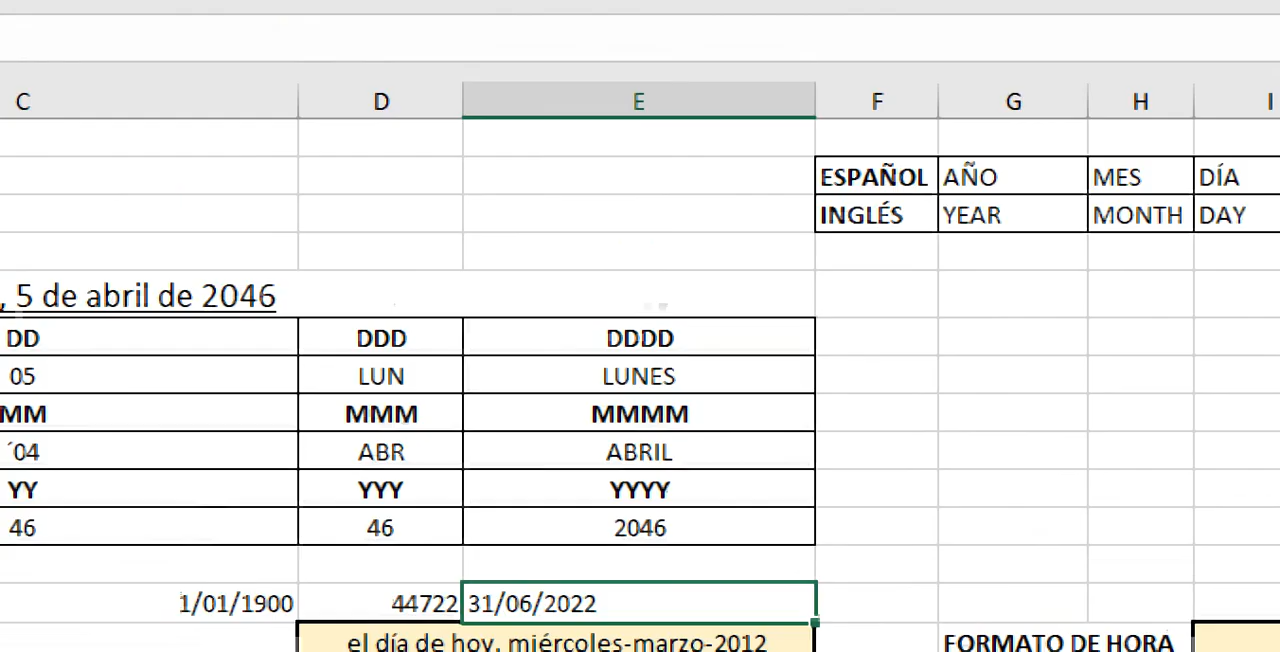 C D E F G H I
ESPAÑOL AÑO MES DÍA
INGLÉS YEAR MONTH DAY
, 5 de abril de 2046
DD DDD DDDD
05 LUN LUNES
MM MMM MMMM
´04 ABR ABRIL
YY YYY YYYY
46 46 2046
1/01/1900 44722 31/06/2022
el día de hoy, miércoles-marzo-2012 FORMATO DE HORA